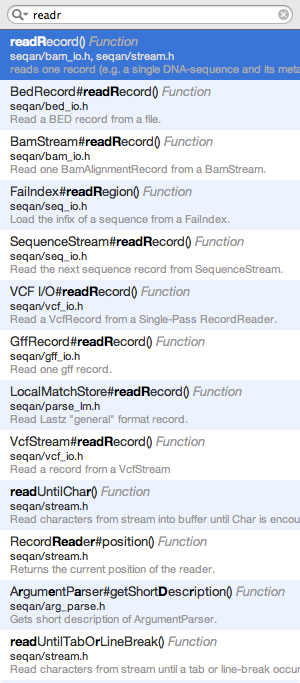 readr
readRecord() Function
seqan/bam_io.h, seqan/stream.h
reads one record (e.g. a single DNA-sequence and its meta
BedRecord#readRecord() Function
seqan/bed_io.h
Read a BED record from a file.
BamStream#readRecord() Function
seqan/bam_io.h
Read one BamAlignmentRecord from a BamStream.
FaiIndex#readRegion() Function
seqan/seq_io.h
Load the infix of a sequence from a FaiIndex.
SequenceStream#readRecord() Function
seqan/seq_io.h
Read the next sequence record from SequenceStream.
VCF I/O#readRecord() Function
seqan/vcf_io.h
Read a VcfRecord from a Single-Pass RecordReader.
GffRecord#readRecord() Function
seqan/gff_io.h
Read one gff record.
LocalMatchStore#readRecord() Function
seqan/parse_lm.h
Read Lastz "general" format record.
VcfStream#readRecord() Function
seqan/vcf_io.h
Read a record from a VcfStream
readUntilChar() Function
seqan/stream.h
Read characters from stream into buffer until Char is encou
RecordReader#position() Function
seqan/stream.h
Returns the current position of the reader.
ArgumentParser#getShortDescription() Function
seqan/arg_parse.h
Gets short description of ArgumentParser.
readUntilTabOrLineBreak() Function
seqan/stream.h
Read characters from stream until a tab or line-break occur